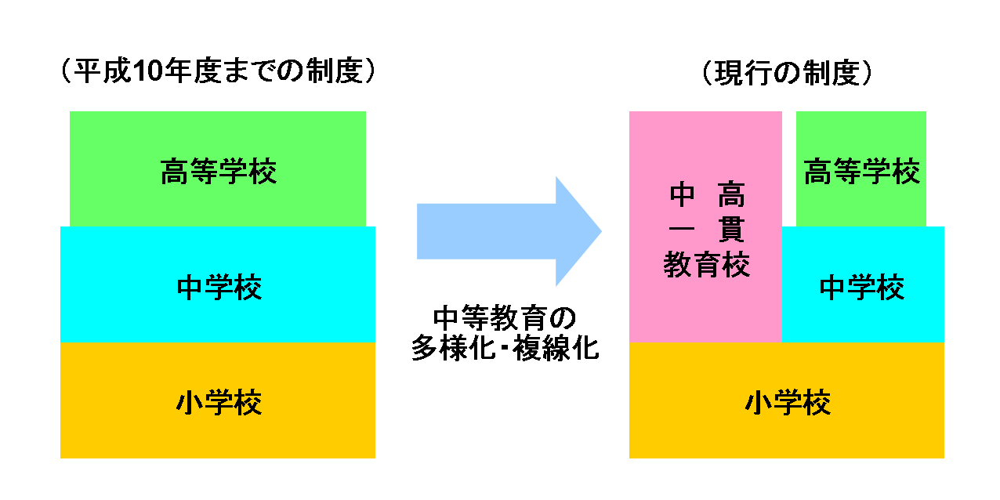 （平成10年度までの制度）
高等学校
中学校
小学校
中等教育の
多様化・複線化
（現行の制度）
中　高
一　貫
教育校
高等学校
中学校
小学校